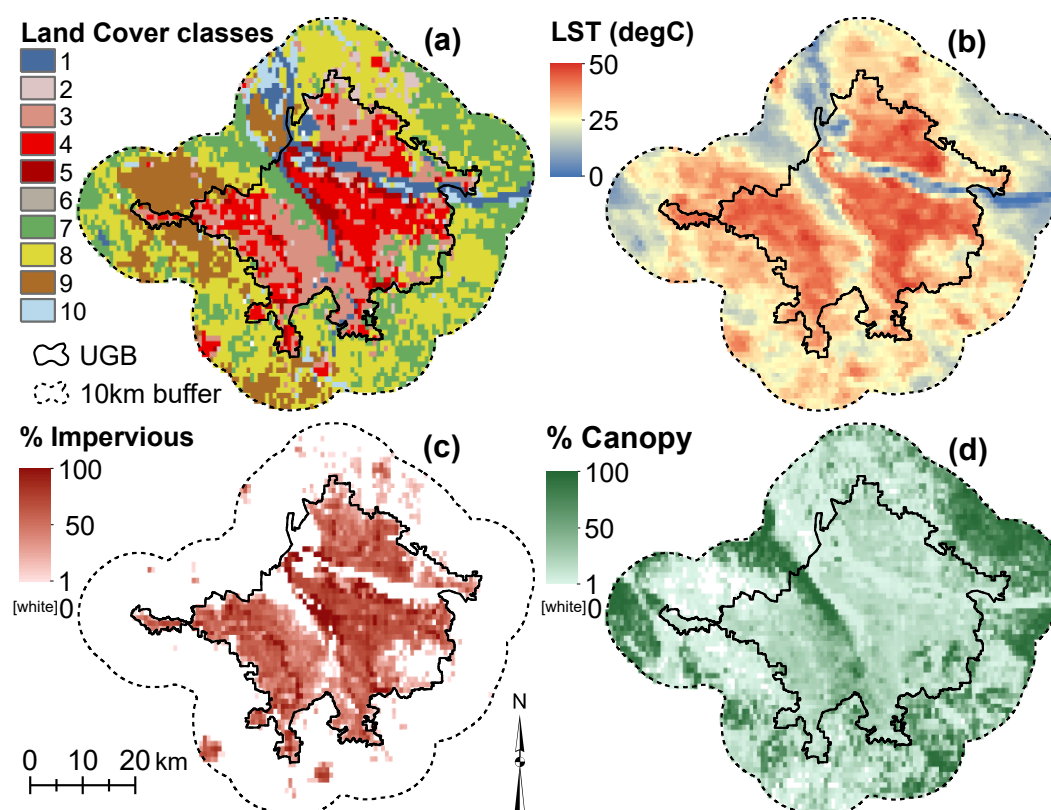 Land Cover classes
(a)
1
2
3
4
5
6
7
8
9
10
UGB
10km buffer
LST (degC)
(b)
50
25
0
% Impervious
(c)
100
50
1
[white]0
0 10 20 km
N
% Canopy
(d)
100
50
1
[white]0